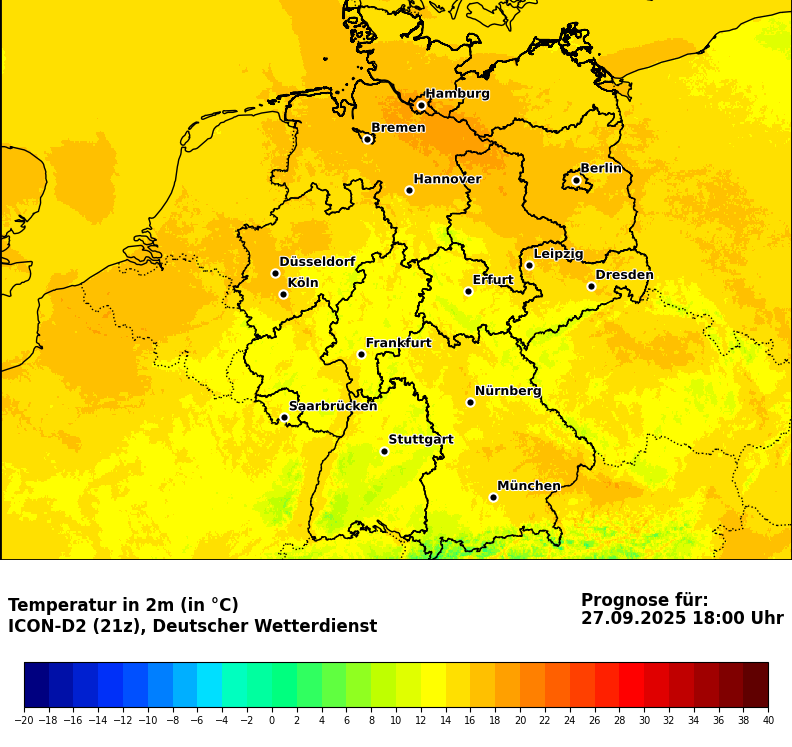 Hamburg
Bremen
Berlin
Hannover
Leipzig
Düsseldorf
Dresden
Köln
Erfurt
Frankfurt
Nürnberg
Saarbrücken
Stuttgart
München
Temperatur in 2m (in °C)
ICON-D2 (21z), Deutscher Wetterdienst
Prognose für:
27.09.2025 18:00 Uhr
−20 −18 −16 −14 −12 −10 −8 −6 −4 −2 0 2 4 6 8 10 12 14 16 18 20 22 24 26 28 30 32 34 36 38 40